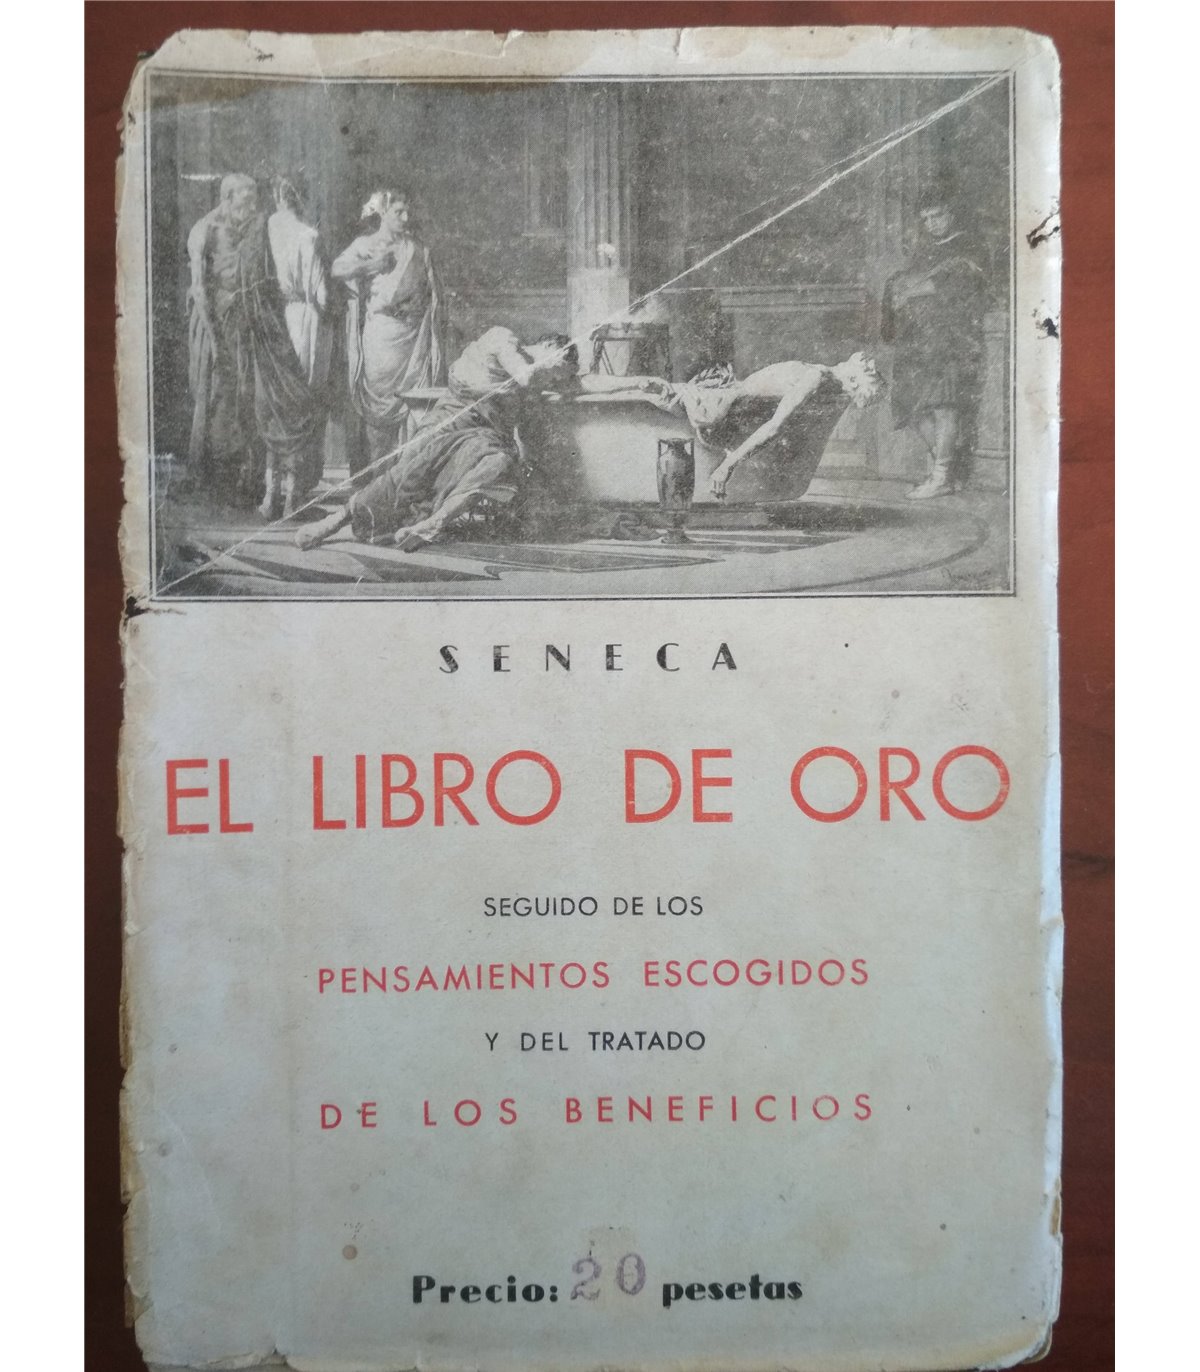 SENECA
EL LIBRO DE ORO
SEGUIDO DE LOS
PENSAMIENTOS ESCOGIDOS
Y DEL TRATADO
DE LOS BENEFICIOS
Precio: 20 pesetas